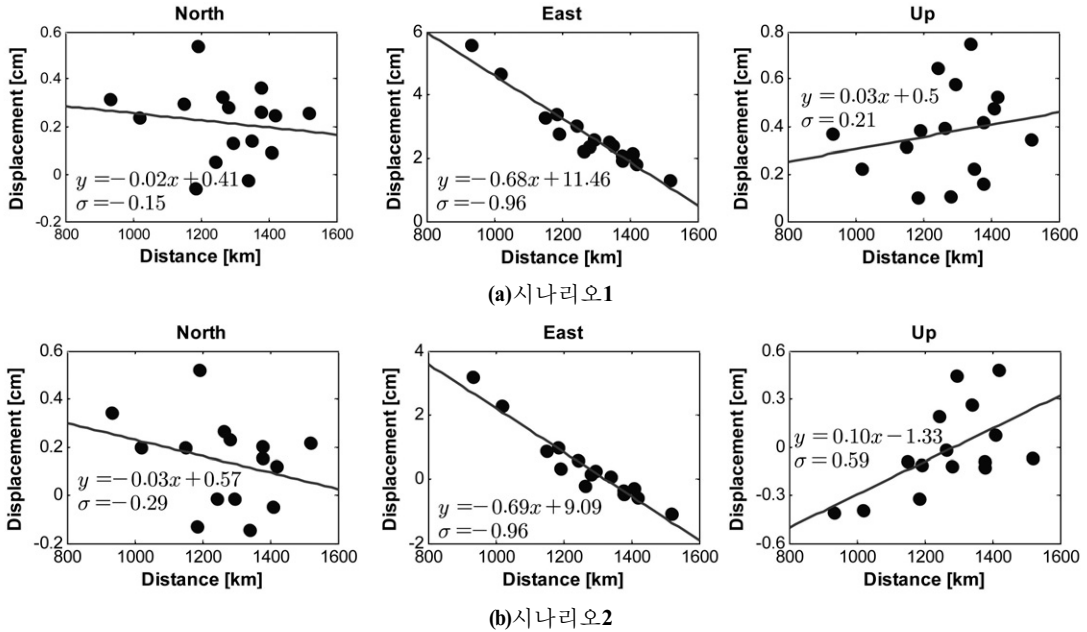 North
East
Up
Displacement [cm]
0.6
0.4
0.2
0
-0.2
y=−0.02x+0.41
σ=−0.15
800
1000
1200
1400
1600
Distance [km]
Displacement [cm]
6
4
2
0
y=−0.68x+11.46
σ=−0.96
800
1000
1200
1400
1600
Distance [km]
Displacement [cm]
0.8
0.6
0.4
0.2
0
y=0.03x+0.5
σ=0.21
800
1000
1200
1400
1600
Distance [km]
(a)시나리오1
North
East
Up
Displacement [cm]
0.6
0.4
0.2
0
-0.2
y=−0.03x+0.57
σ=−0.29
800
1000
1200
1400
1600
Distance [km]
Displacement [cm]
4
2
0
-2
y=−0.69x+9.09
σ=−0.96
800
1000
1200
1400
1600
Distance [km]
Displacement [cm]
0.6
0.3
0
-0.3
-0.6
y=0.10x−1.33
σ=0.59
800
1000
1200
1400
1600
Distance [km]
(b)시나리오2